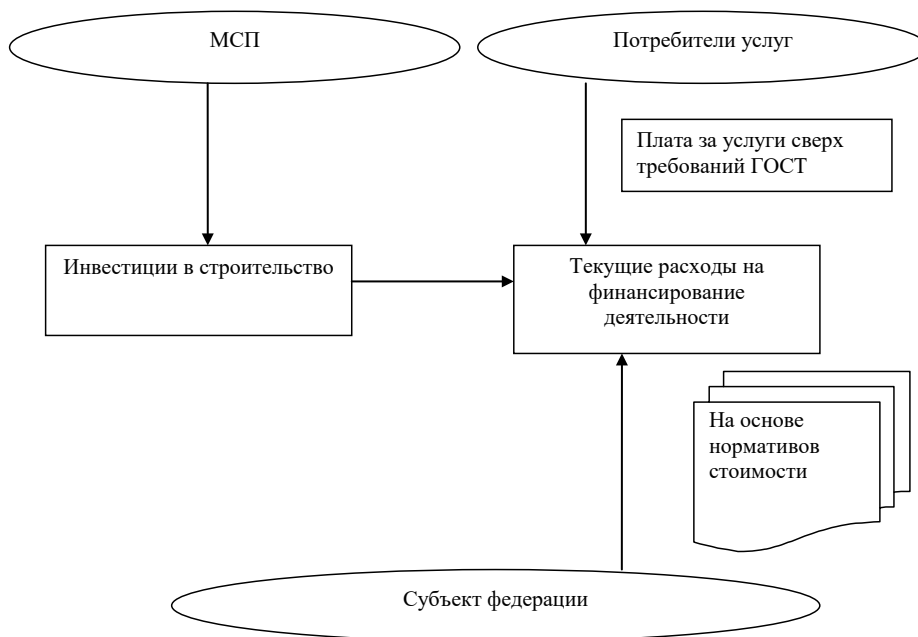 МСП
Потребители услуг
Плата за услуги сверх
требований ГОСТ
Инвестиции в строительство
Текущие расходы на
финансирование
деятельности
На основе
нормативов
стоимости
Субъект федерации